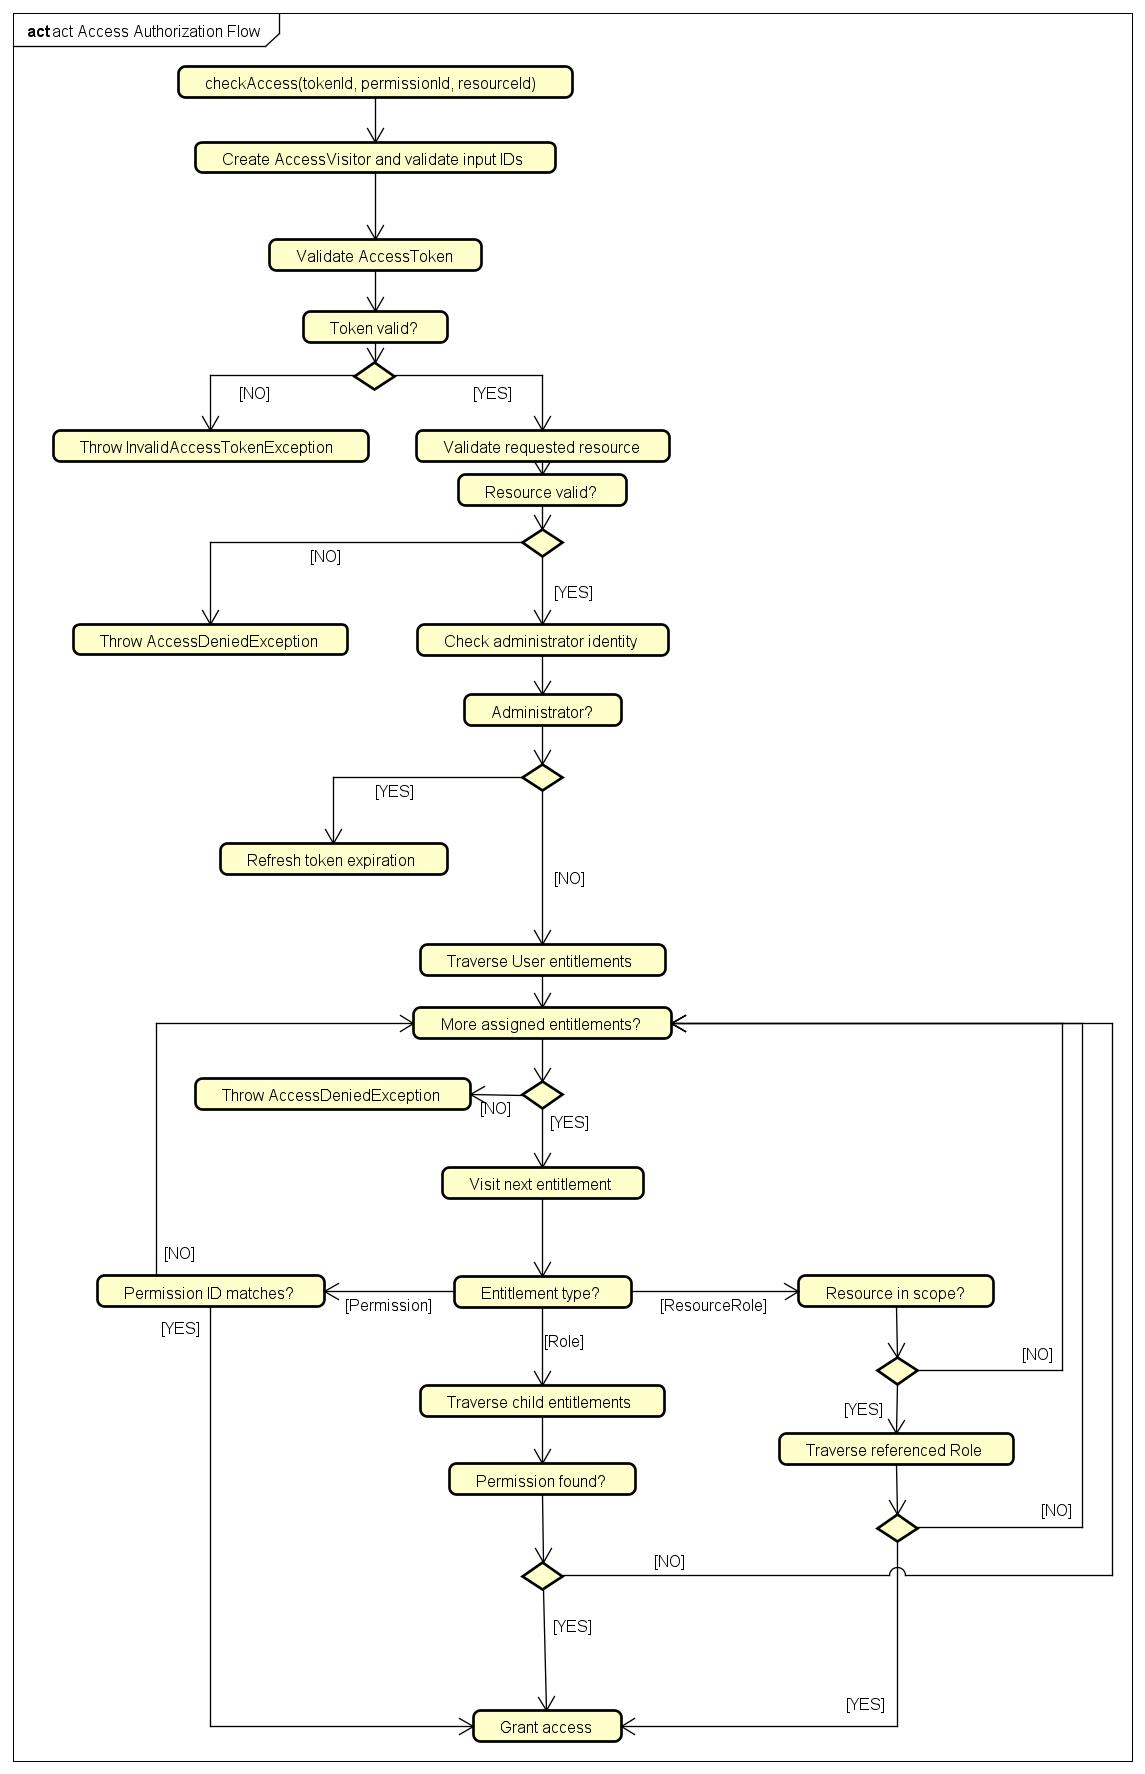 act act Access Authorization Flow
checkAccess(tokenId, permissionId, resourceId)
Create AccessVisitor and validate input IDs
Validate AccessToken
Token valid?
[NO]
[YES]
Throw InvalidAccessTokenException
Validate requested resource
Resource valid?
[NO]
[YES]
Throw AccessDeniedException
Check administrator identity
Administrator?
[YES]
Refresh token expiration
[NO]
Traverse User entitlements
More assigned entitlements?
Throw AccessDeniedException
[NO]
[YES]
Visit next entitlement
[NO]
Permission ID matches?
[Permission]
Entitlement type?
[ResourceRole]
Resource in scope?
[YES]
[Role]
[NO]
Traverse child entitlements
[YES]
Traverse referenced Role
Permission found?
[NO]
[NO]
[YES]
[YES]
Grant access